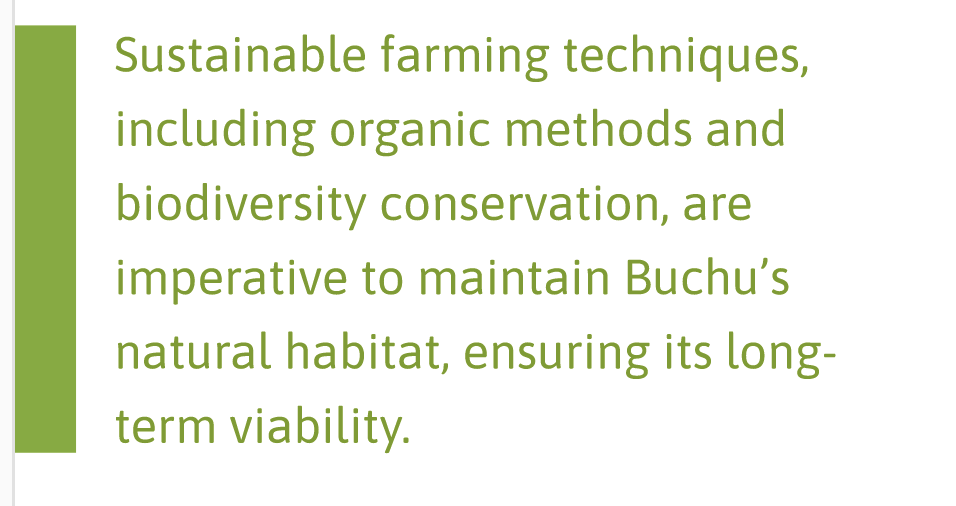 Sustainable farming techniques,
including organic methods and
biodiversity conservation, are
imperative to maintain Buchu’s
natural habitat, ensuring its long-
term viability.